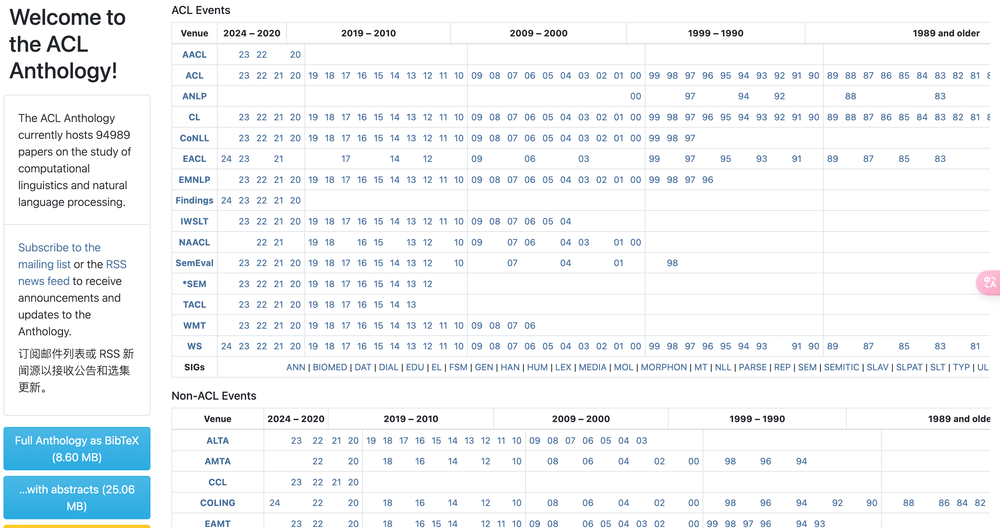 Welcome to
the ACL
Anthology!
The ACL Anthology
currently hosts 94989
papers on the study of
computational
linguistics and natural
language processing.
Subscribe to the
mailing list or the RSS
news feed to receive
announcements and
updates to the
Anthology.
订阅邮件列表或 RSS 新
闻源以接收公告和选集
更新。
Full Anthology as BibTeX
(8.60 MB)
…with abstracts (25.06
MB)
ACL Events
Venue 2024 – 2020 2019 – 2010 2009 – 2000 1999 – 1990 1989 and older
AACL 23 22 20
ACL 23 22 21 20 19 18 17 16 15 14 13 12 11 10 09 08 07 06 05 04 03 02 01 00 99 98 97 96 95 94 93 92 91 90 89 88 87 86 85 84 83 82 81
ANLP 00 97 94 92 88 83
CL 23 22 21 20 19 18 17 16 15 14 13 12 11 10 09 08 07 06 05 04 03 02 01 00 99 98 97 96 95 94 93 92 91 90 89 88 87 86 85 84 83 82 81
CoNLL 23 22 21 20 19 18 17 16 15 14 13 12 11 10 09 08 07 06 05 04 03 02 01 00 99 98 97
EACL 24 23 21 17 14 12 09 06 03 99 97 95 93 91 89 87 85 83
EMNLP 23 22 21 20 19 18 17 16 15 14 13 12 11 10 09 08 07 06 05 04 03 02 01 00 99 98 97 96
Findings 24 23 22 21 20
IWSLT 23 22 21 20 19 18 17 16 15 14 13 12 11 10 09 08 07 06 05 04
NAACL 22 21 19 18 16 15 13 12 10 09 07 06 04 03 01 00
SemEval 23 22 21 20 19 18 17 16 15 14 13 12 10 07 04 01 98
*SEM 23 22 21 20 19 18 17 16 15 14 13 12
TACL 23 22 21 20 19 18 17 16 15 14 13
WMT 23 22 21 20 19 18 17 16 15 14 13 12 11 10 09 08 07 06
WS 24 23 22 21 20 19 18 17 16 15 14 13 12 11 10 09 08 07 06 05 04 03 02 01 00 99 98 97 96 95 94 93 91 90 89 87 85 83 81
SIGs ANN | BIOMED | DAT | DIAL | EDU | EL | FSM | GEN | HAN | HUM | LEX | MEDIA | MOL | MORPHON | MT | NLL | PARSE | REP | SEM | SEMITIC | SLAV | SLPAT | SLT | TYP | UL
Non-ACL Events
Venue 2024 – 2020 2019 – 2010 2009 – 2000 1999 – 1990 1989 and olde
ALTA 23 22 21 20 19 18 17 16 15 14 13 12 11 10 09 08 07 06 05 04 03
AMTA 22 20 18 16 14 12 10 08 06 04 02 00 98 96 94
CCL 23 22 21 20
COLING 24 22 20 18 16 14 12 10 08 06 04 02 00 98 96 94 92 90 88 86 84 82
EAMT 23 22 20 18 16 15 14 12 11 10 09 08 06 05 04 03 02 00 99 98 97 96 94 93
中A